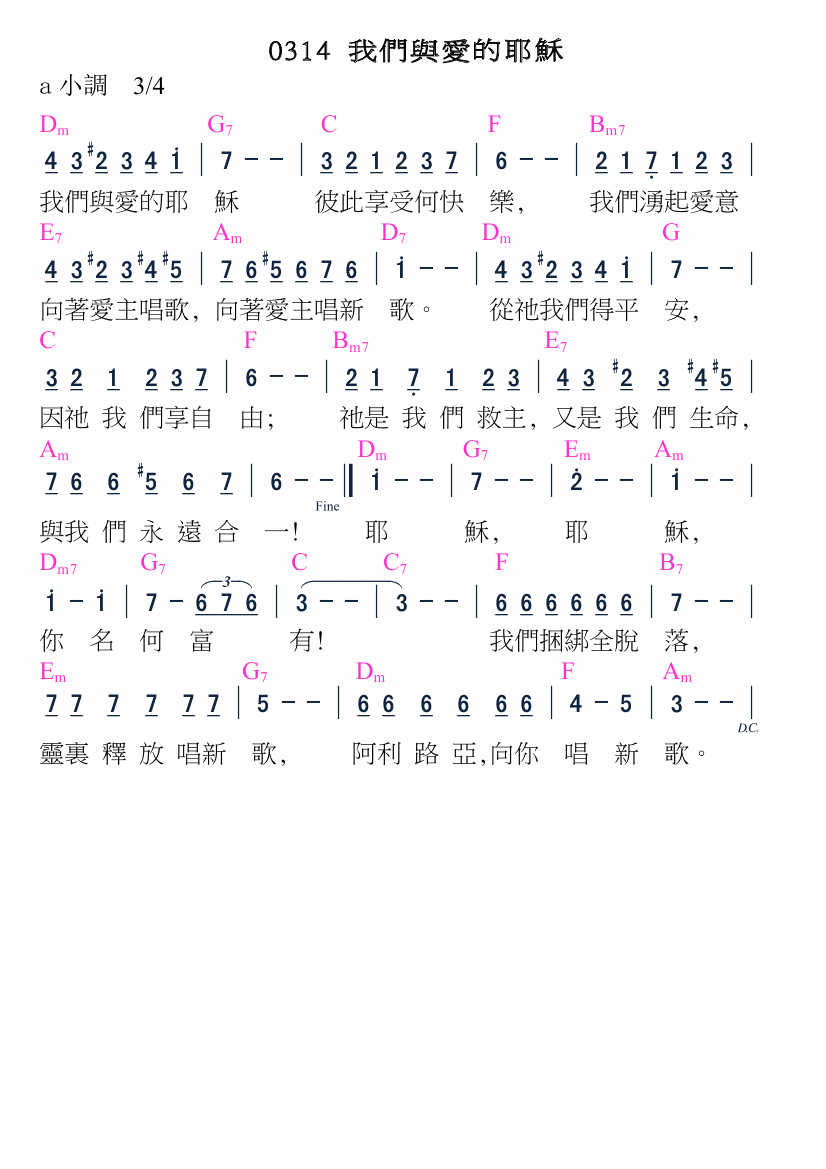 0314 我們與愛的耶穌
a 小調 3/4
Dm G7 C F Bm7
4 3 #2 3 4 i | 7 - - | 3 2 1 2 3 7 | 6 - - | 2 1 7 1 2 3 |
我們與愛的耶 穌 彼此享受何快 樂, 我們湧起愛意
E7 Am D7 Dm G
4 3 #2 3 #4 #5 | 7 6 #5 6 7 6 | i - - | 4 3 #2 3 4 i | 7 - - |
向著愛主唱歌, 向著愛主唱新 歌。 從祂我們得平 安,
C F Bm7 E7
3 2 1 2 3 7 | 6 - - | 2 1 7 1 2 3 | 4 3 #2 3 #4 #5 |
因祂 我 們享自 由; 祂是 我 們 救主, 又是 我 們 生命,
Am Dm G7 Em Am
7 6 6 #5 6 7 | 6 - - ‖ i - - | 7 - - | 2 - - | i - - |
Fine
與我 們 永 遠 合 一! 耶 穌, 耶 穌,
Dm7 G7 C C7 F B7
i - i | 7 - 3 6 7 6 | 3 - - | 3 - - | 6 6 6 6 6 6 | 7 - - |
你 名 何 富 有! 我們捆綁全脫 落,
Em G7 Dm F Am
7 7 7 7 7 7 | 5 - - | 6 6 6 6 6 6 | 4 - 5 | 3 - - |
D.C.
靈裏 釋 放 唱新 歌, 阿利 路 亞,向你 唱 新 歌。